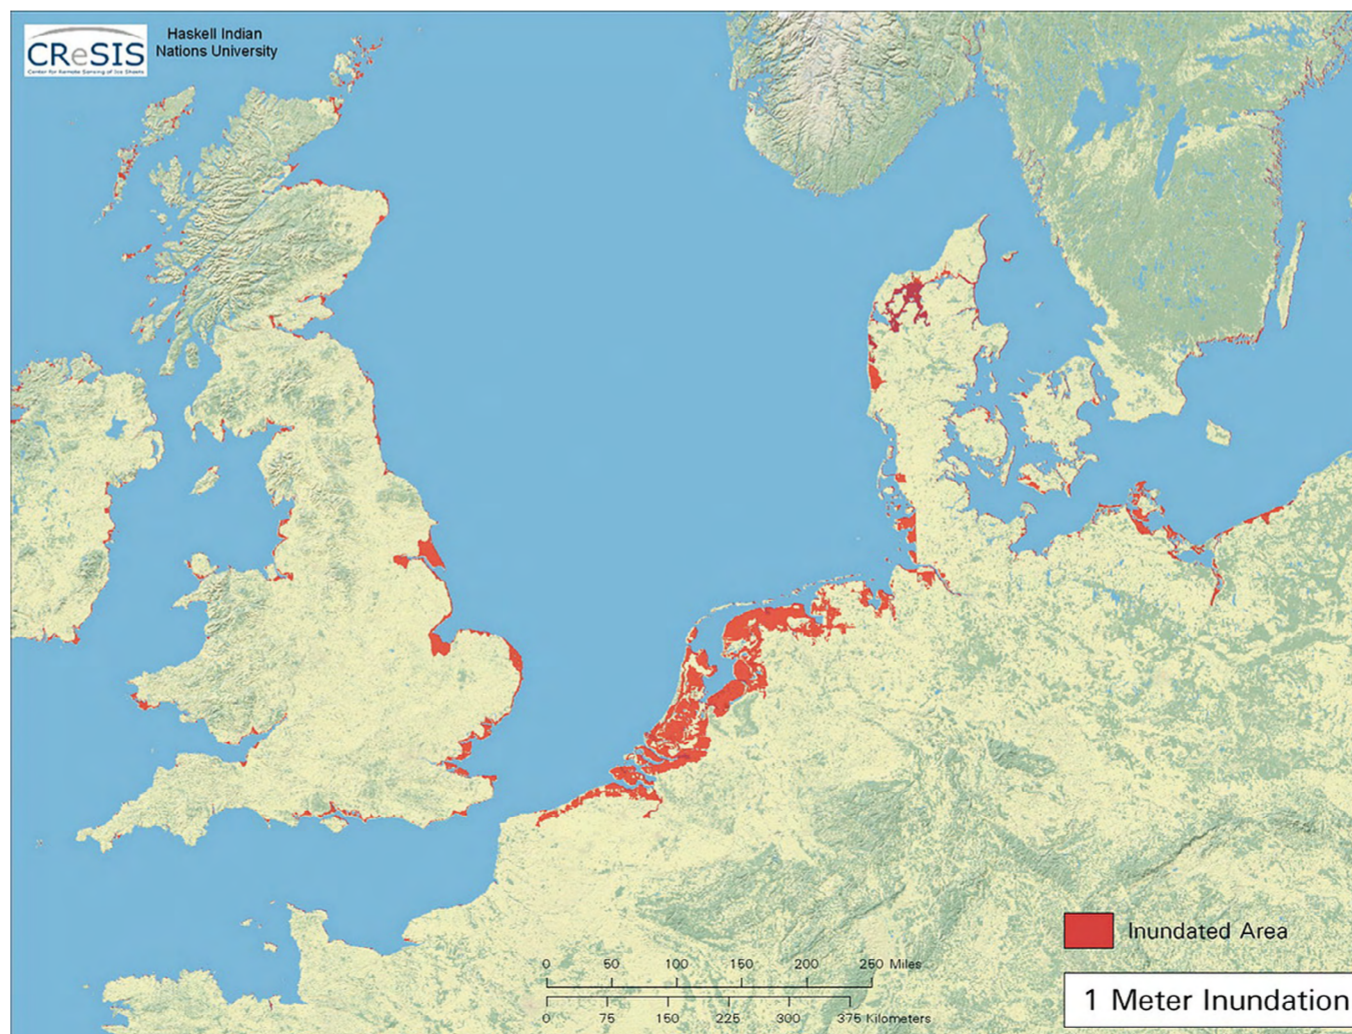 CReSIS
Center for Remote Sensing of Ice Sheets
Haskell Indian
Nations University
Inundated Area
0 50 100 150 200 250 Miles
0 75 150 225 300 375 Kilometers
1 Meter Inundation